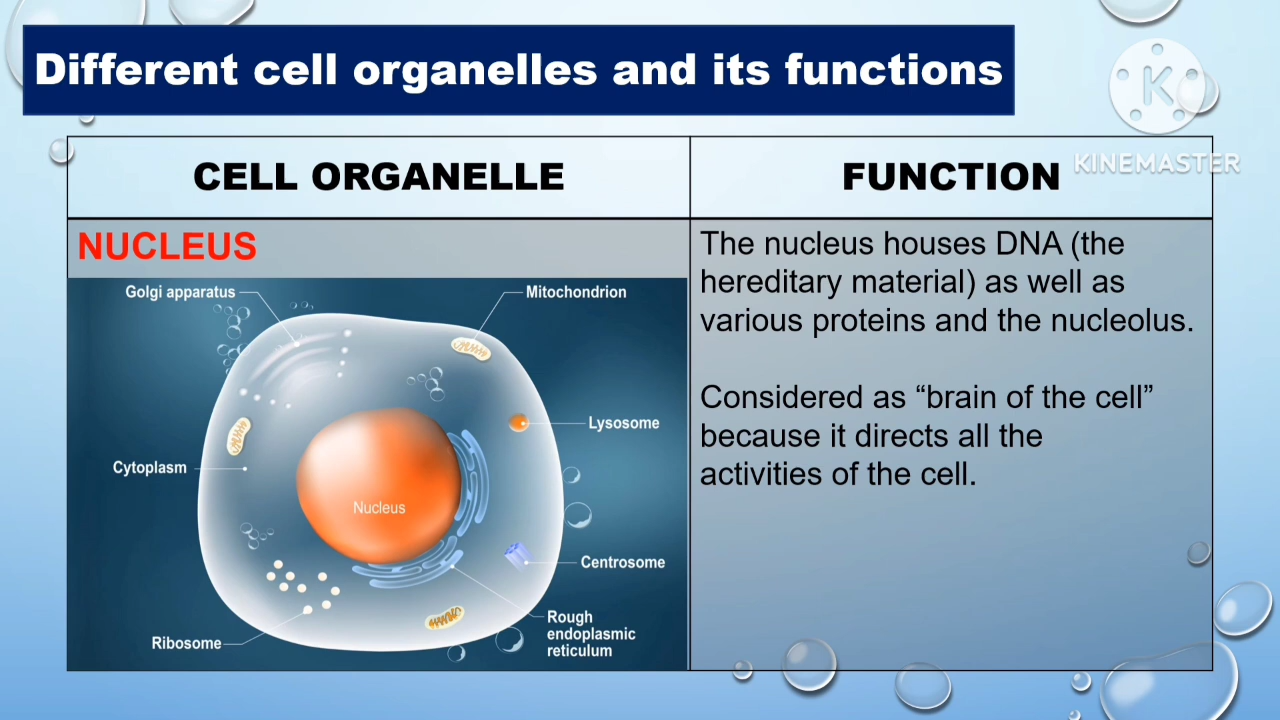 Different cell organelles and its functions
K
KINEMASTER
CELL ORGANELLE
FUNCTION
NUCLEUS
Golgi apparatus
Mitochondrion
Lysosome
Cytoplasm
Nucleus
Centrosome
Rough
endoplasmic
reticulum
Ribosome
The nucleus houses DNA (the
hereditary material) as well as
various proteins and the nucleolus.
Considered as “brain of the cell”
because it directs all the
activities of the cell.